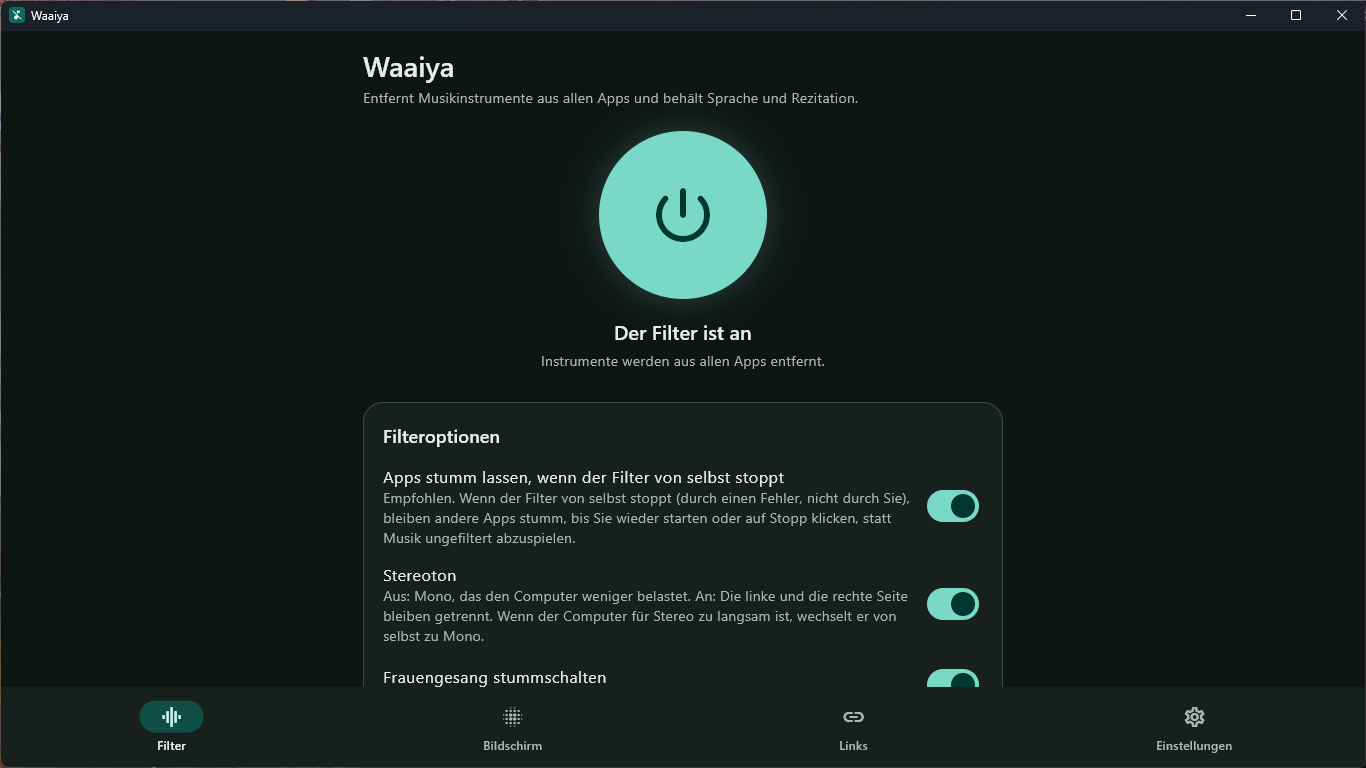 Waaiya
Waaiya
Entfernt Musikinstrumente aus allen Apps und behält Sprache und Rezitation.
Der Filter ist an
Instrumente werden aus allen Apps entfernt.
Filteroptionen
Apps stumm lassen, wenn der Filter von selbst stoppt
Empfohlen. Wenn der Filter von selbst stoppt (durch einen Fehler, nicht durch Sie),
bleiben andere Apps stumm, bis Sie wieder starten oder auf Stopp klicken, statt
Musik ungefiltert abzuspielen.
Stereoton
Aus: Mono, das den Computer weniger belastet. An: Die linke und die rechte Seite
bleiben getrennt. Wenn der Computer für Stereo zu langsam ist, wechselt er von
selbst zu Mono.
Frauengesang stummschalten
Filter
Bildschirm
Links
Einstellungen